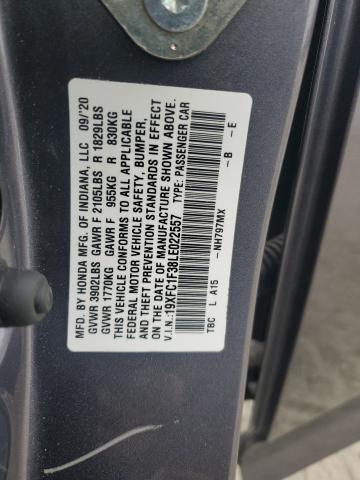 MFD. BY HONDA MFG. OF INDIANA, LLC 09/'20
GVWR 3902LBS GAWR F 2105LBS R 1829LBS
GVWR 1770KG GAWR F 955KG R 830KG
THIS VEHICLE CONFORMS TO ALL APPLICABLE
FEDERAL MOTOR VEHICLE SAFETY, BUMPER,
AND THEFT PREVENTION STANDARDS IN EFFECT
ON THE DATE OF MANUFACTURE SHOWN ABOVE.
V.I.N.:19XFC1F38LE022557 TYPE: PASSENGER CAR
TBC L A15 -NH797MX -B -E